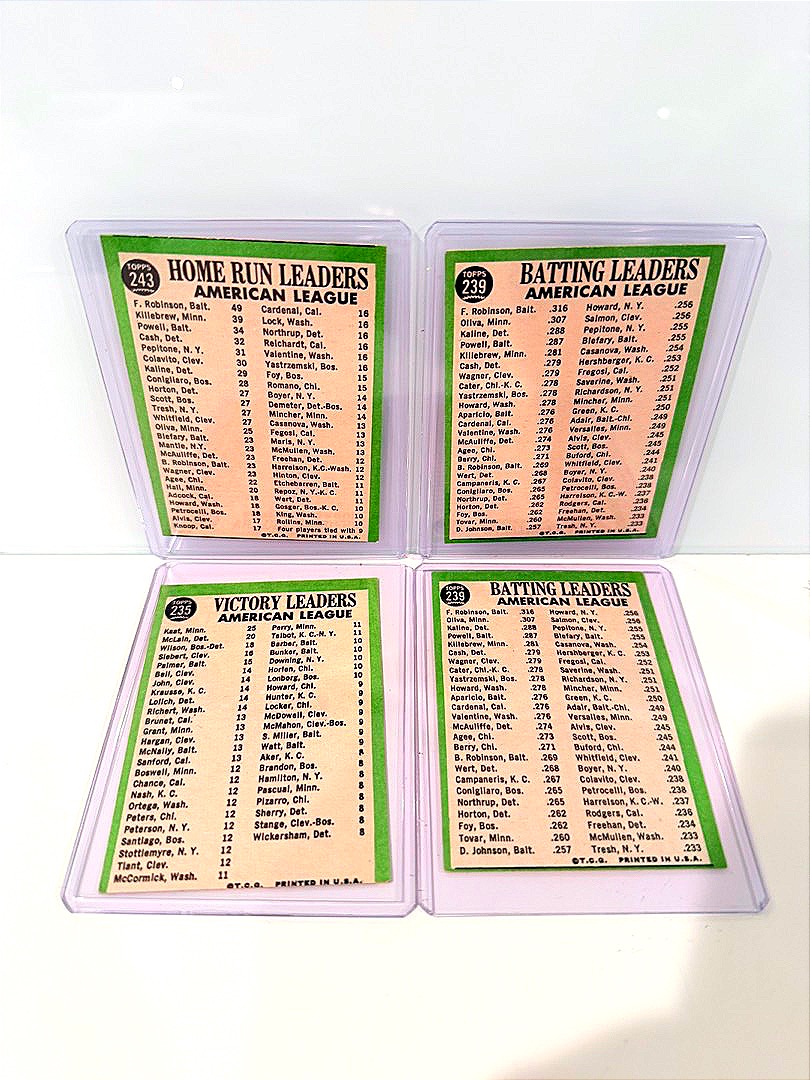 TOPPS
243
HOME RUN LEADERS
AMERICAN LEAGUE
F. Robinson, Balt. 49
Killebrew, Minn. 39
Powell, Balt. 34
Cash, Det. 32
Pepitone, N. Y. 31
Colavito, Clev. 30
Kaline, Det. 29
Conigliaro, Bos. 28
Horton, Det. 27
Scott, Bos. 27
Tresh, N. Y. 27
Whitfield, Clev. 27
Oliva, Minn. 25
Blefary, Balt. 23
Mantle, N.Y. 23
McAuliffe, Det. 23
B. Robinson, Balt. 23
Wagner, Clev. 23
Agee, Chi. 22
Hall, Minn. 20
Adcock, Cal. 18
Howard, Wash. 18
Petrocelli, Bos. 18
Alvis, Clev. 17
Knoop, Cal. 17
Cardenal, Cal. 16
Lock, Wash. 16
Northrup, Det. 16
Reichardt, Cal. 16
Valentine, Wash. 16
Yastrzemski, Bos. 16
Foy, Bos. 15
Romano, Chi. 15
Boyer, N. Y. 14
Demeter, Det.-Bos. 14
Mincher, Minn. 14
Casanova, Wash. 13
Fegosi, Cal. 13
Maris, N. Y. 13
McMullen, Wash. 13
Freehan, Det. 12
Harrelson, K.C.-Wash. 12
Hinton, Clev. 12
Etchebarren, Balt. 11
Repoz, N.Y.-K. C. 11
Wert, Det. 11
Gosger, Bos.-K. C. 10
King, Wash. 10
Rollins, Minn. 10
Four players tied with 9
©T.C.G. PRINTED IN U.S.A.
TOPPS
239
BATTING LEADERS
AMERICAN LEAGUE
F. Robinson, Balt. .316
Oliva, Minn. .307
Kaline, Det. .288
Powell, Balt. .287
Killebrew, Minn. .281
Cash, Det. .279
Wagner, Clev. .279
Cater, Chi.-K. C. .278
Yastrzemski, Bos. .278
Howard, Wash. .278
Aparicio, Balt. .276
Cardenal, Cal. .276
Valentine, Wash. .276
McAuliffe, Det. .274
Agee, Chi. .273
Berry, Chi. .271
B. Robinson, Balt. .269
Wert, Det. .268
Campaneris, K. C. .267
Conigliaro, Bos. .265
Northrup, Det. .265
Horton, Det. .262
Foy, Bos. .262
Tovar, Minn. .260
D. Johnson, Balt. .257
Howard, N. Y. .256
Salmon, Clev. .256
Pepitone, N. Y. .255
Blefary, Balt. .255
Casanova, Wash. .254
Hershberger, K. C. .253
Fregosi, Cal. .252
Saverine, Wash. .251
Richardson, N. Y. .251
Mincher, Minn. .251
Green, K. C. .250
Adair, Balt.-Chi. .249
Versalles, Minn. .249
Alvis, Clev. .245
Scott, Bos. .245
Buford, Chi. .244
Whitfield, Clev. .241
Boyer, N. Y. .240
Colavito, Clev. .238
Petrocelli, Bos. .238
Harrelson, K. C.-W. .237
Rodgers, Cal. .236
Freehan, Det. .234
McMullen, Wash. .233
Tresh, N. Y. .233
©T.C.G. PRINTED IN U.S.A.
TOPPS
235
VICTORY LEADERS
AMERICAN LEAGUE
Kaat, Minn. 25
McLain, Det. 20
Wilson, Bos.-Det. 18
Siebert, Clev. 16
Palmer, Balt. 15
Bell, Clev. 14
John, Clev. 14
Krausse, K. C. 14
Lolich, Det. 14
Richert, Wash. 14
Brunet, Cal. 13
Grant, Minn. 13
Hargan, Clev. 13
McNally, Balt. 13
Sanford, Cal. 13
Boswell, Minn. 12
Chance, Cal. 12
Nash, K. C. 12
Ortega, Wash. 12
Peters, Chi. 12
Peterson, N. Y. 12
Santiago, Bos. 12
Stottlemyre, N. Y. 12
Tiant, Clev. 12
McCormick, Wash. 11
Perry, Minn. 11
Talbot, K. C.-N. Y. 11
Barber, Balt. 10
Bunker, Balt. 10
Downing, N. Y. 10
Horlen, Chi. 10
Lonborg, Bos. 10
Howard, Chi. 9
Hunter, K. C. 9
Locker, Chi. 9
McDowell, Clev. 9
McMahon, Clev.-Bos. 9
S. Miller, Balt. 9
Watt, Balt. 9
Aker, K. C. 8
Brandon, Bos. 8
Hamilton, N. Y. 8
Pascual, Minn. 8
Pizarro, Chi. 8
Sherry, Det. 8
Stange, Clev.-Bos. 8
Wickersham, Det. 8
©T.C.G. PRINTED IN U.S.A.
TOPPS
239
BATTING LEADERS
AMERICAN LEAGUE
F. Robinson, Balt. .316
Oliva, Minn. .307
Kaline, Det. .288
Powell, Balt. .287
Killebrew, Minn. .281
Cash, Det. .279
Wagner, Clev. .279
Cater, Chi.-K. C. .278
Yastrzemski, Bos. .278
Howard, Wash. .278
Aparicio, Balt. .276
Cardenal, Cal. .276
Valentine, Wash. .276
McAuliffe, Det. .274
Agee, Chi. .273
Berry, Chi. .271
B. Robinson, Balt. .269
Wert, Det. .268
Campaneris, K. C. .267
Conigliaro, Bos. .265
Northrup, Det. .265
Horton, Det. .262
Foy, Bos. .262
Tovar, Minn. .260
D. Johnson, Balt. .257
Howard, N. Y. .256
Salmon, Clev. .256
Pepitone, N. Y. .255
Blefary, Balt. .255
Casanova, Wash. .254
Hershberger, K. C. .253
Fregosi, Cal. .252
Saverine, Wash. .251
Richardson, N. Y. .251
Mincher, Minn. .251
Green, K. C. .250
Adair, Balt.-Chi. .249
Versalles, Minn. .249
Alvis, Clev. .245
Scott, Bos. .245
Buford, Chi. .244
Whitfield, Clev. .241
Boyer, N. Y. .240
Colavito, Clev. .238
Petrocelli, Bos. .238
Harrelson, K. C.-W. .237
Rodgers, Cal. .236
Freehan, Det. .234
McMullen, Wash. .233
Tresh, N. Y. .233
©T.C.G. PRINTED IN U.S.A.